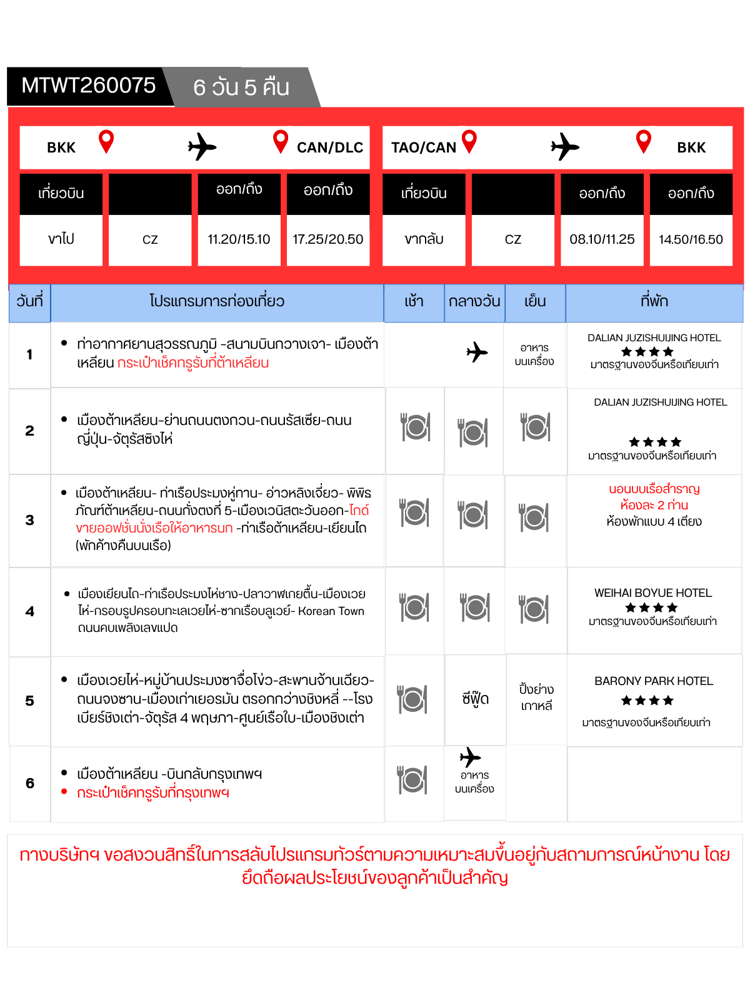 MTWT260075
6 วัน 5 คืน
BKK
CAN/DLC
TAO/CAN
BKK
เที่ยวบิน
ออก/ถึง
ออก/ถึง
เที่ยวบิน
ออก/ถึง
ออก/ถึง
ขาไป
CZ
11.20/15.10
17.25/20.50
ขากลับ
CZ
08.10/11.25
14.50/16.50
วันที่
โปรแกรมการท่องเที่ยว
เช้า
กลางวัน
เย็น
ที่พัก
1
• ท่าอากาศยานสุวรรณภูมิ -สนามบินกวางเจา- เมืองต้า
เหลียน กระเป๋าเช็คทรูรับที่ต้าเหลียน
อาหาร
บนเครื่อง
DALIAN JUZISHUIJING HOTEL
★★★★
มาตรฐานของจีนหรือเทียบเท่า
2
• เมืองต้าเหลียน-ย่านถนนตงกวน-ถนนรัสเซีย-ถนน
ญี่ปุ่น-จัตุรัสซิงไห่
DALIAN JUZISHUIJING HOTEL
★★★★
มาตรฐานของจีนหรือเทียบเท่า
3
• เมืองต้าเหลียน- ท่าเรือประมงหู่ทาน- อ่าวหลิงเจี่ยว- พิพิธ
ภัณฑ์ต้าเหลียน-ถนนกั่งตงที่ 5-เมืองเวนิสตะวันออก-ไกด์
ขายออฟชั่นนั่งเรือให้อาหารนก -ท่าเรือต้าเหลียน-เยียนไถ
(พักค้างคืนบนเรือ)
นอนบบเรือสำราญ
ห้องละ 2 ท่าน
ห้องพักแบบ 4 เตียง
4
• เมืองเยียนไถ-ท่าเรือประมงไห่ชาง-ปลาวาฬเกยตื้น-เมืองเวย
ไห่-กรอบรูปครอบทะเลเวยไห่-ซากเรือบลูเวย์- Korean Town
ถนนคบเพลิงเลขแปด
WEIHAI BOYUE HOTEL
★★★★
มาตรฐานของจีนหรือเทียบเท่า
5
• เมืองเวยไห่-หมู่บ้านประมงซาจื่อโข่ว-สะพานจ้านเฉียว-
ถนนจงซาน-เมืองเก่าเยอรมัน ตรอกกว่างชิงหลี่ --โรง
เบียร์ชิงเต่า-จัตุรัส 4 พฤษภา-ศูนย์เรือใบ-เมืองชิงเต่า
ซีฟู๊ด
ปิ้งย่าง
เกาหลี
BARONY PARK HOTEL
★★★★
มาตรฐานของจีนหรือเทียบเท่า
6
• เมืองต้าเหลียน -บินกลับกรุงเทพฯ
• กระเป๋าเช็คทรูรับที่กรุงเทพฯ
อาหาร
บนเครื่อง
ทางบริษัทฯ ขอสงวนสิทธิ์ในการสลับโปรแกรมทัวร์ตามความเหมาะสมขึ้นอยู่กับสถานการณ์หน้างาน โดย
ยึดถือผลประโยชน์ของลูกค้าเป็นสำคัญ